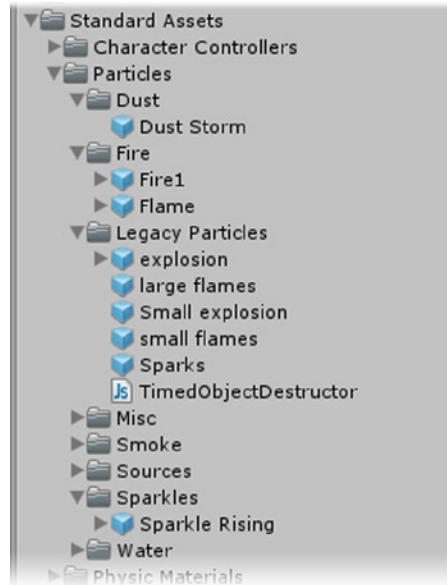 Standard Assets
Character Controllers
Particles
Dust
Dust Storm
Fire
Fire1
Flame
Legacy Particles
explosion
large flames
Small explosion
small flames
Sparks
Js TimedObjectDestructor
Misc
Smoke
Sources
Sparkles
Sparkle Rising
Water
Physic Materials